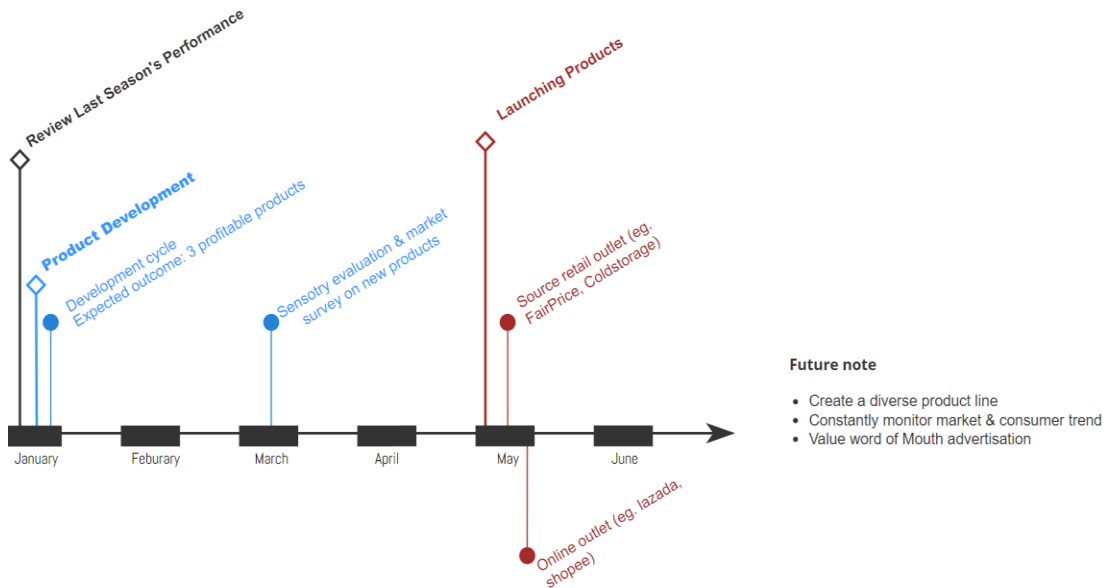 Review Last Season's Performance
Product Development
Development cycle
Expected outcome: 3 profitable products
Sensotry evaluation & market
survey on new products
Launching Products
Source retail outlet (eg.
FairPrice, Coldstorage)
January
Feburary
March
April
May
June
Online outlet (eg. lazada,
shopee)
Future note
• Create a diverse product line
• Constantly monitor market & consumer trend
• Value word of Mouth advertisation